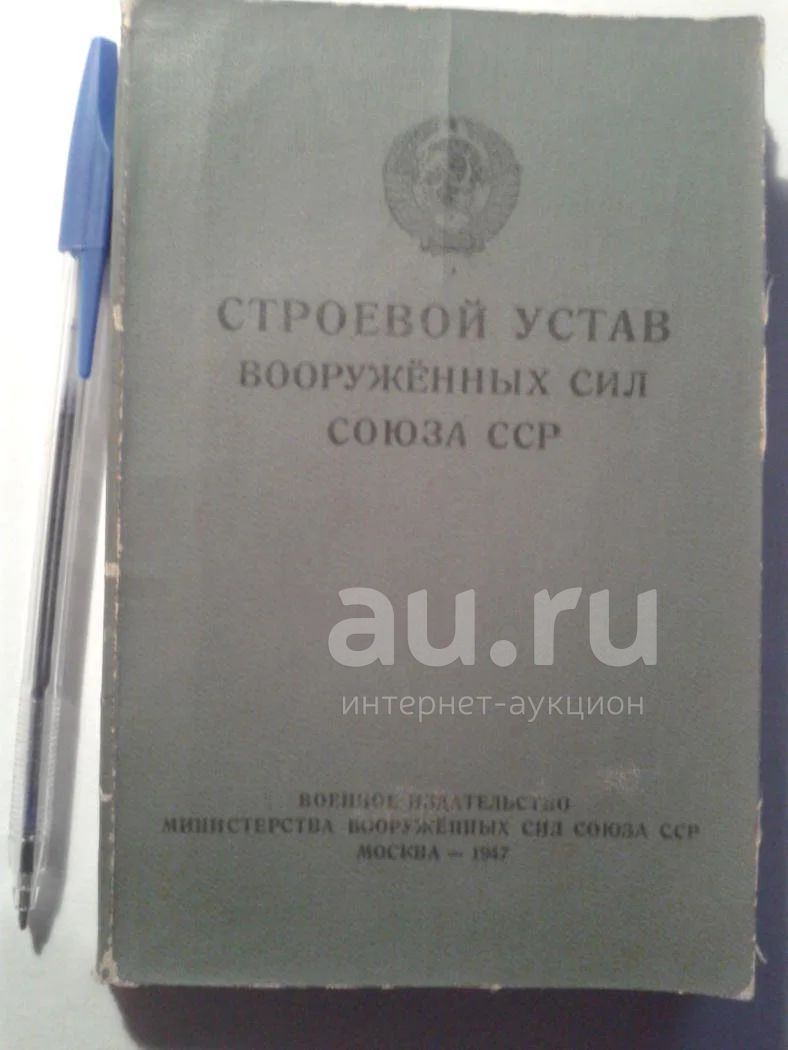 СТРОЕВОЙ УСТАВ
ВООРУЖЁННЫХ СИЛ
СОЮЗА ССР
au.ru
интернет-аукцион
ВОЕННОЕ ИЗДАТЕЛЬСТВО
МИНИСТЕРСТВА ВООРУЖЁННЫХ СИЛ СОЮЗА ССР
МОСКВА — 1947